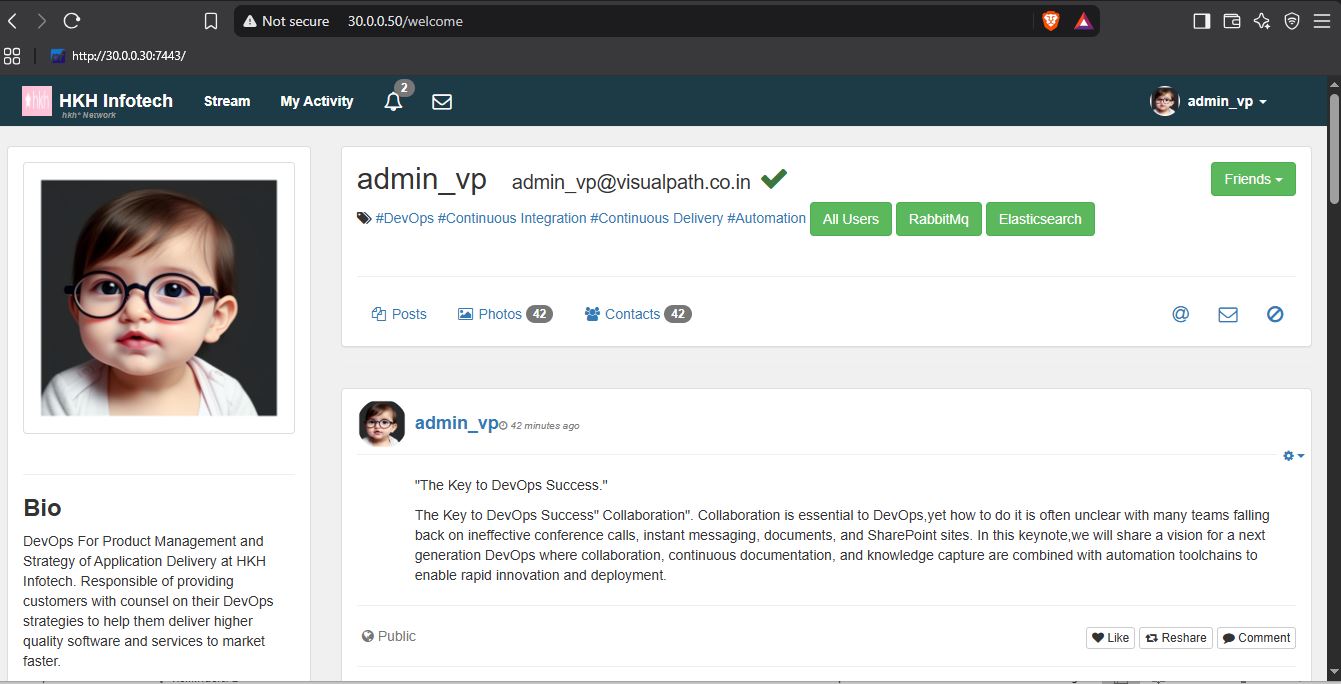 Not secure 30.0.0.50/welcome
http://30.0.0.30:7443/
hkh
HKH Infotech
hkh* Network
Stream
My Activity
2
admin_vp
admin_vp admin_vp@visualpath.co.in
Friends
#DevOps #Continuous Integration #Continuous Delivery #Automation All Users RabbitMq Elasticsearch
Posts Photos 42 Contacts 42
@
Bio
DevOps For Product Management and
Strategy of Application Delivery at HKH
Infotech. Responsible of providing
customers with counsel on their DevOps
strategies to help them deliver higher
quality software and services to market
faster.
admin_vp 42 minutes ago
"The Key to DevOps Success."
The Key to DevOps Success" Collaboration". Collaboration is essential to DevOps,yet how to do it is often unclear with many teams falling
back on ineffective conference calls, instant messaging, documents, and SharePoint sites. In this keynote,we will share a vision for a next
generation DevOps where collaboration, continuous documentation, and knowledge capture are combined with automation toolchains to
enable rapid innovation and deployment.
Public
Like Reshare Comment